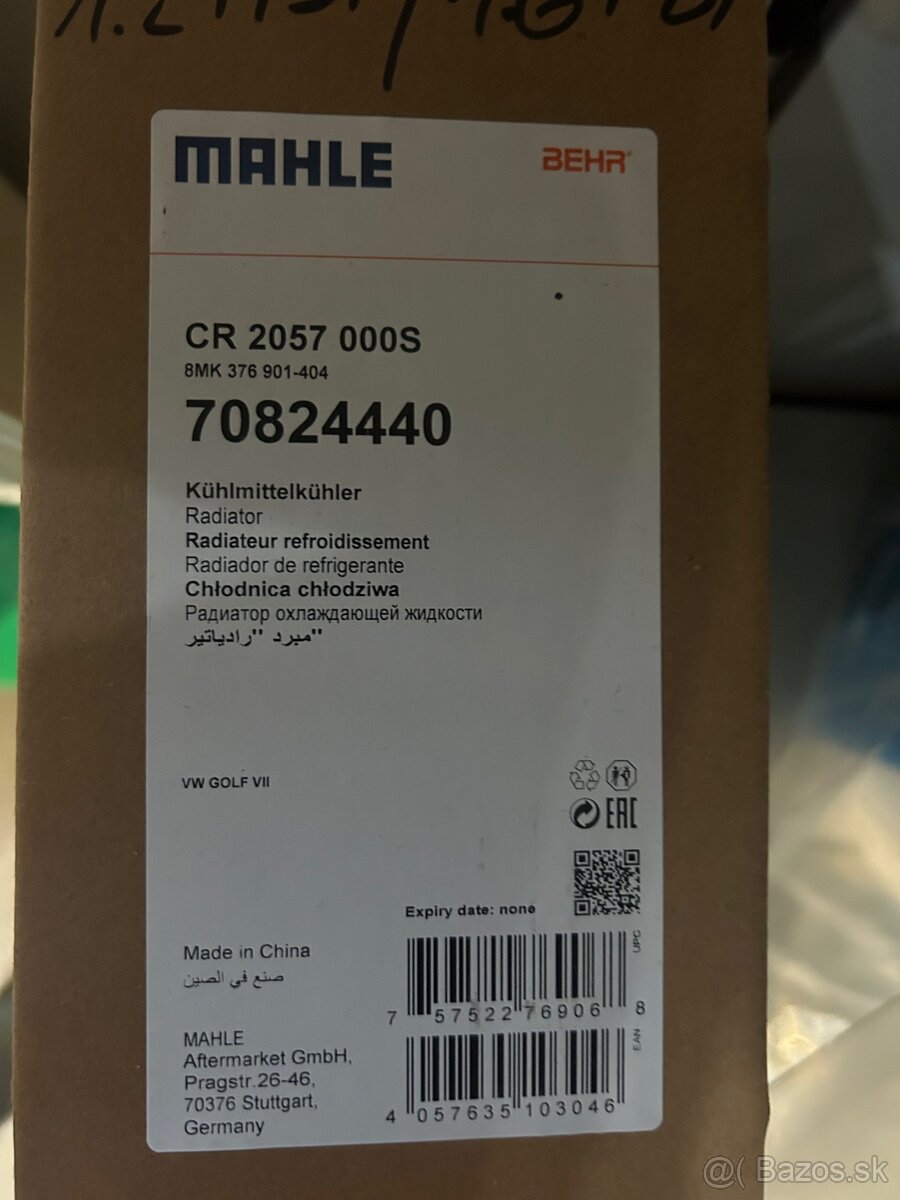 MAHLE
BEHR
CR 2057 000S
8MK 376 901-404
70824440
Kühlmittelkühler
Radiator
Radiateur refroidissement
Radiador de refrigerante
Chłodnica chłodziwa
Радиатор охлаждающей жидкости
مبرد "رادياتير"
VW GOLF VII
EAC
Expiry date: none
Made in China
صنع في الصين
UPC
7 57522 76906 8
MAHLE
Aftermarket GmbH,
Pragstr.26-46,
70376 Stuttgart,
Germany
EAN
4 057635 103046
@( Bazos.sk